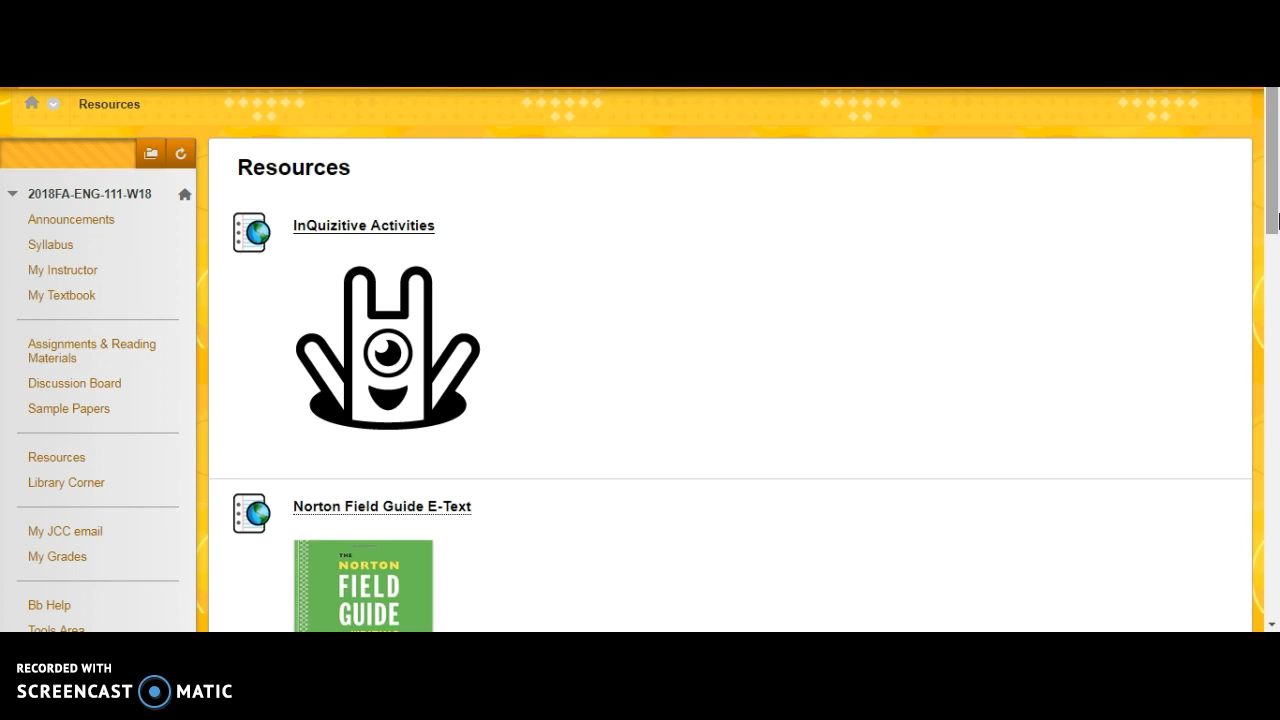 Resources
2018FA-ENG-111-W18
Announcements
Syllabus
My Instructor
My Textbook
Assignments & Reading
Materials
Discussion Board
Sample Papers
Resources
Library Corner
My JCC email
My Grades
Bb Help
Tools Area
Resources
InQuizitive Activities
Norton Field Guide E-Text
THE
NORTON
FIELD
GUIDE
RECORDED WITH
SCREENCAST MATIC